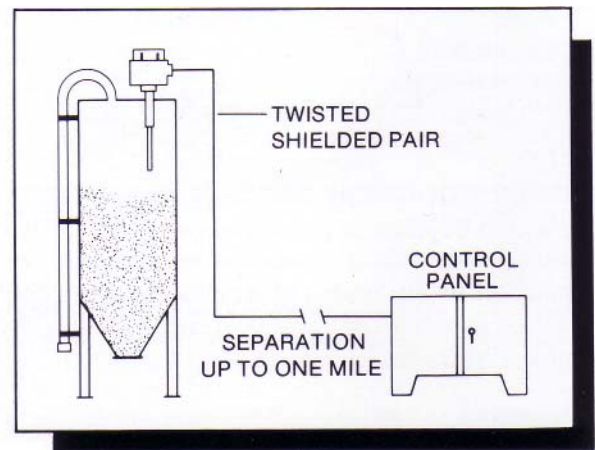 TWISTED
SHIELDED PAIR
CONTROL
PANEL
SEPARATION
UP TO ONE MILE